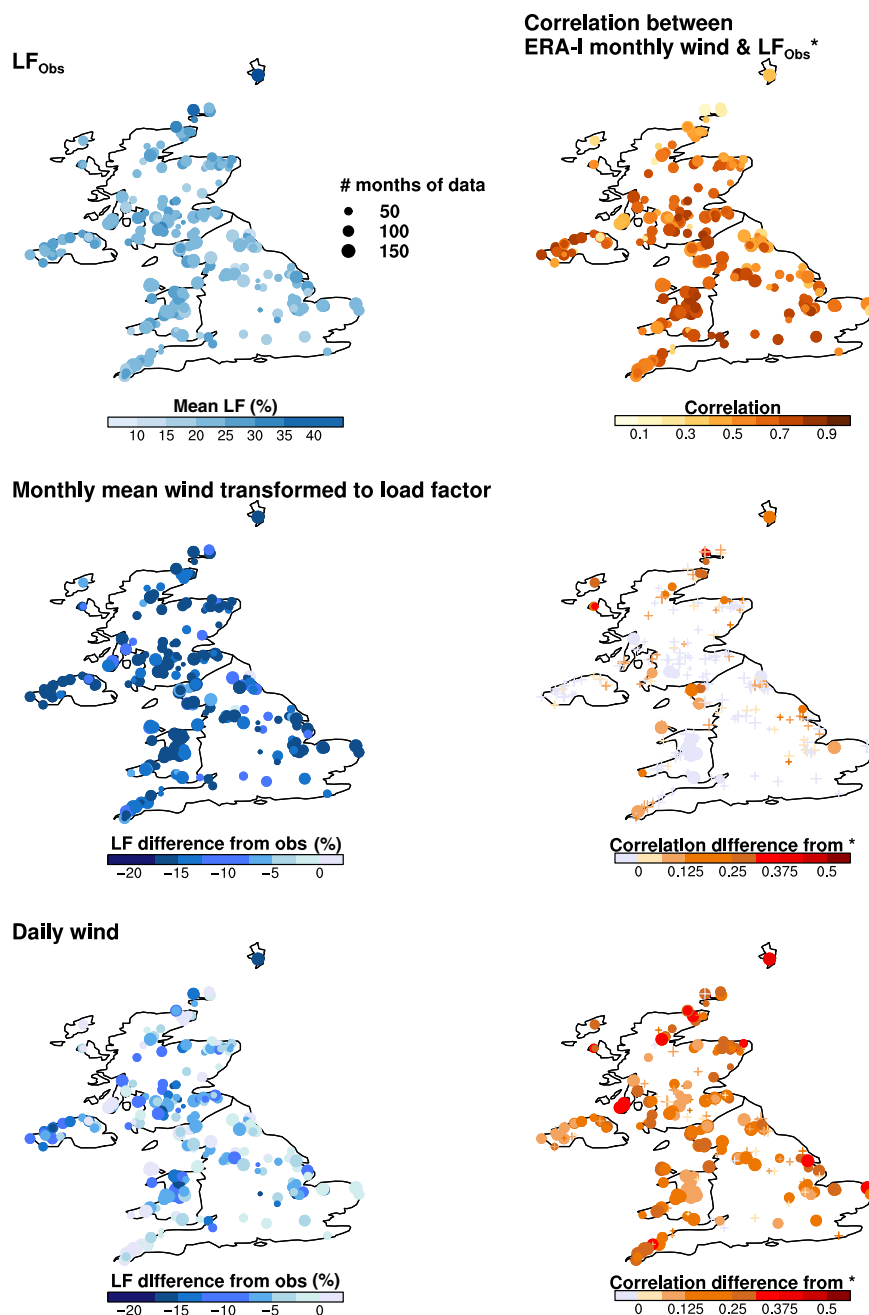 LFObs
Correlation between
ERA-I monthly wind & LFObs*
# months of data
50
100
150
Mean LF (%)
10 15 20 25 30 35 40
Correlation
0.1 0.3 0.5 0.7 0.9
Monthly mean wind transformed to load factor
LF difference from obs (%)
−20 −15 −10 −5 0
Correlation difference from *
0 0.125 0.25 0.375 0.5
Daily wind
LF difference from obs (%)
−20 −15 −10 −5 0
Correlation difference from *
0 0.125 0.25 0.375 0.5